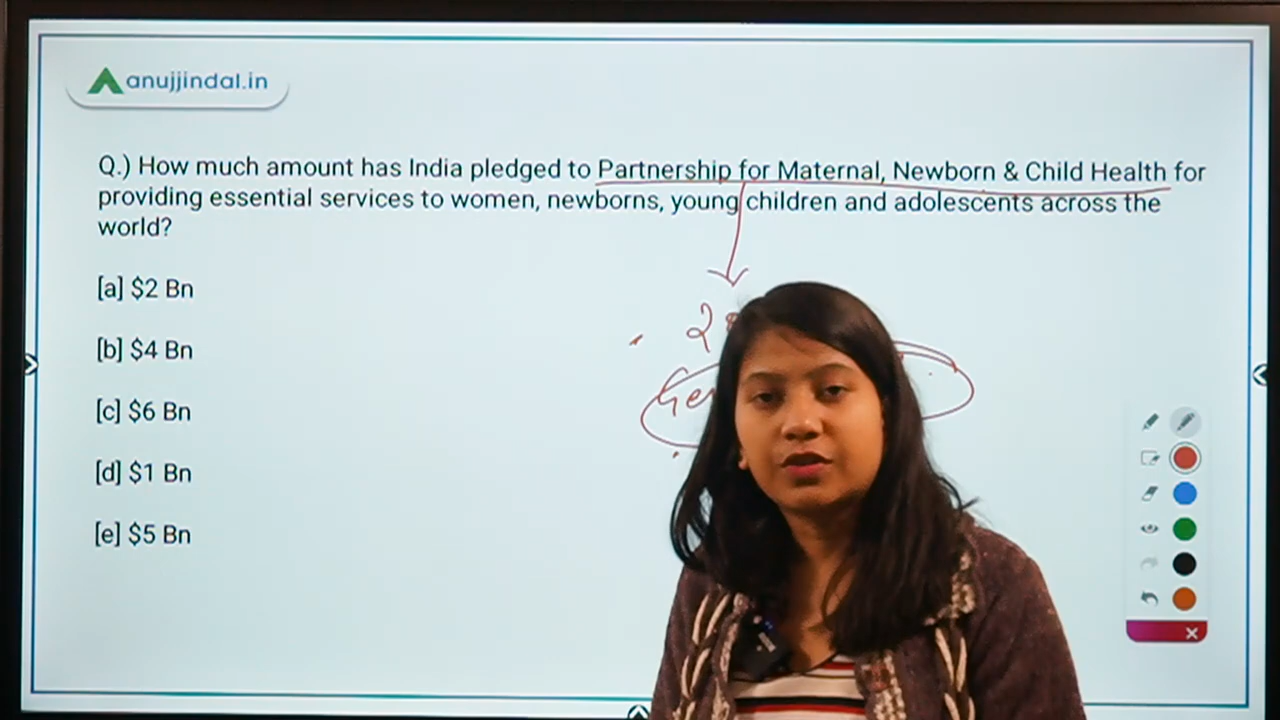 anujjindal.in
Q.) How much amount has India pledged to Partnership for Maternal, Newborn & Child Health for
providing essential services to women, newborns, young children and adolescents across the
world?
[a] $2 Bn
[b] $4 Bn
[c] $6 Bn
[d] $1 Bn
[e] $5 Bn